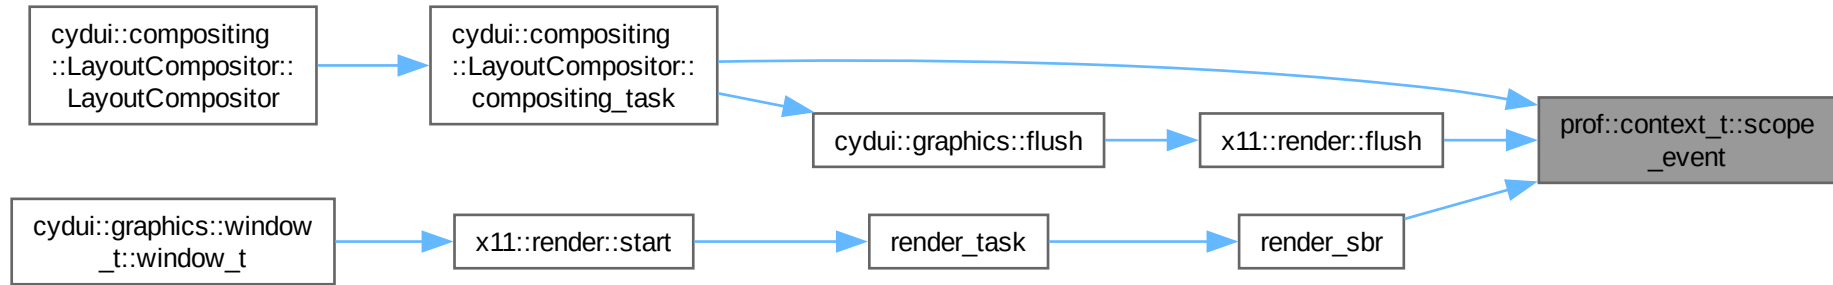 cydui::compositing
::LayoutCompositor::
LayoutCompositor
cydui::compositing
::LayoutCompositor::
compositing_task
cydui::graphics::flush
x11::render::flush
prof::context_t::scope
_event
cydui::graphics::window
_t::window_t
x11::render::start
render_task
render_sbr